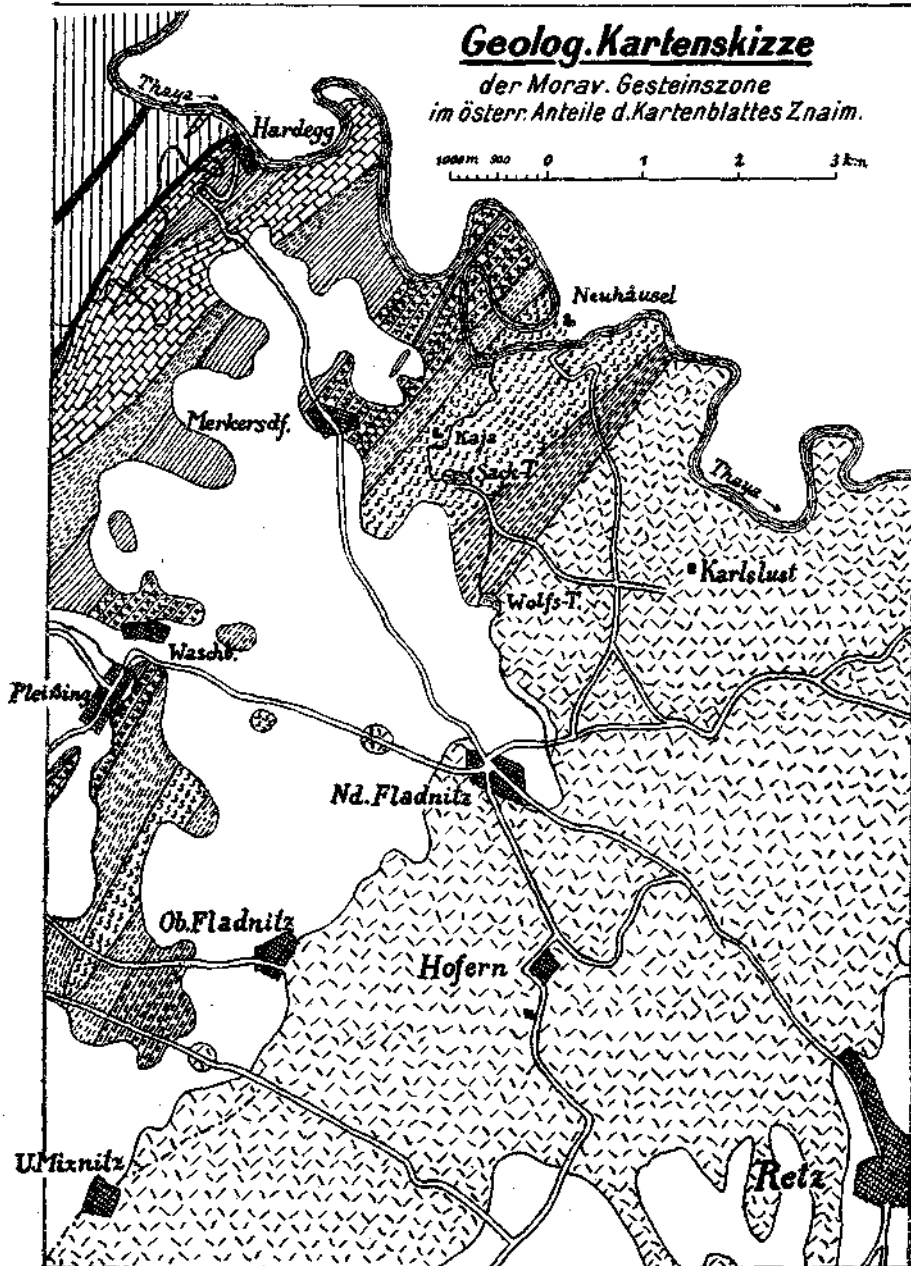 Geolog. Kartenskizze
der Morav. Gesteinszone
im österr. Anteile d. Kartenblattes Znaim.
1000m 500 0 1 2 3 km
Thaya →
Hardegg
Neuhäusel
Merkersdf.
Kaja
Sack-T.
Thaya →
Karlslust
Wolfs-T.
Waschb.
Pleißing
Nd. Fladnitz
Ob. Fladnitz
Hofern
U. Mixnitz
Retz